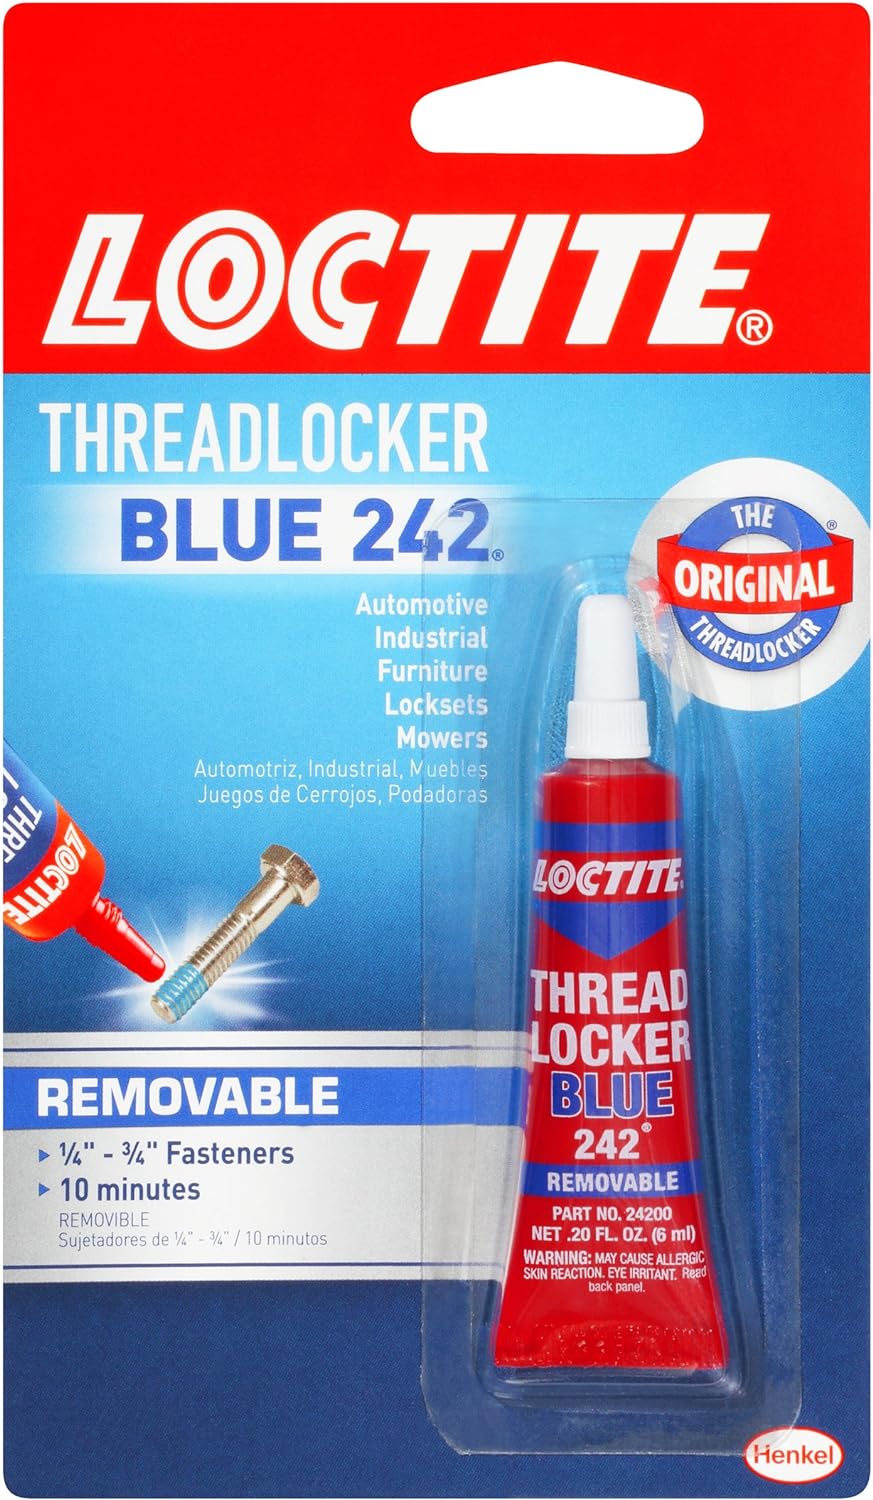 LOCTITE®
THREADLOCKER
BLUE 242®
THE ®
ORIGINAL
THREADLOCKER
Automotive
Industrial
Furniture
Locksets
Mowers
Automotriz, Industrial, Muebles
Juegos de Cerrojos, Podadoras
THRE
LOCTITE
REMOVABLE
¼" - ¾" Fasteners
10 minutes
REMOVIBLE
Sujetadores de ¼" - ¾" / 10 minutos
LOCTITE®
THREAD
LOCKER
BLUE
242®
REMOVABLE
PART NO. 24200
NET .20 FL. OZ. (6 ml)
WARNING: MAY CAUSE ALLERGIC
SKIN REACTION. EYE IRRITANT. Read
back panel.
Henkel